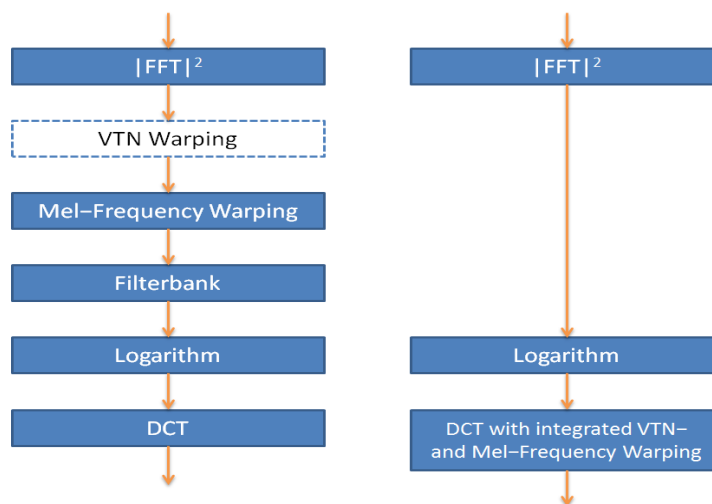 |FFT|²
VTN Warping
Mel–Frequency Warping
Filterbank
Logarithm
DCT
|FFT|²
Logarithm
DCT with integrated VTN–
and Mel–Frequency Warping